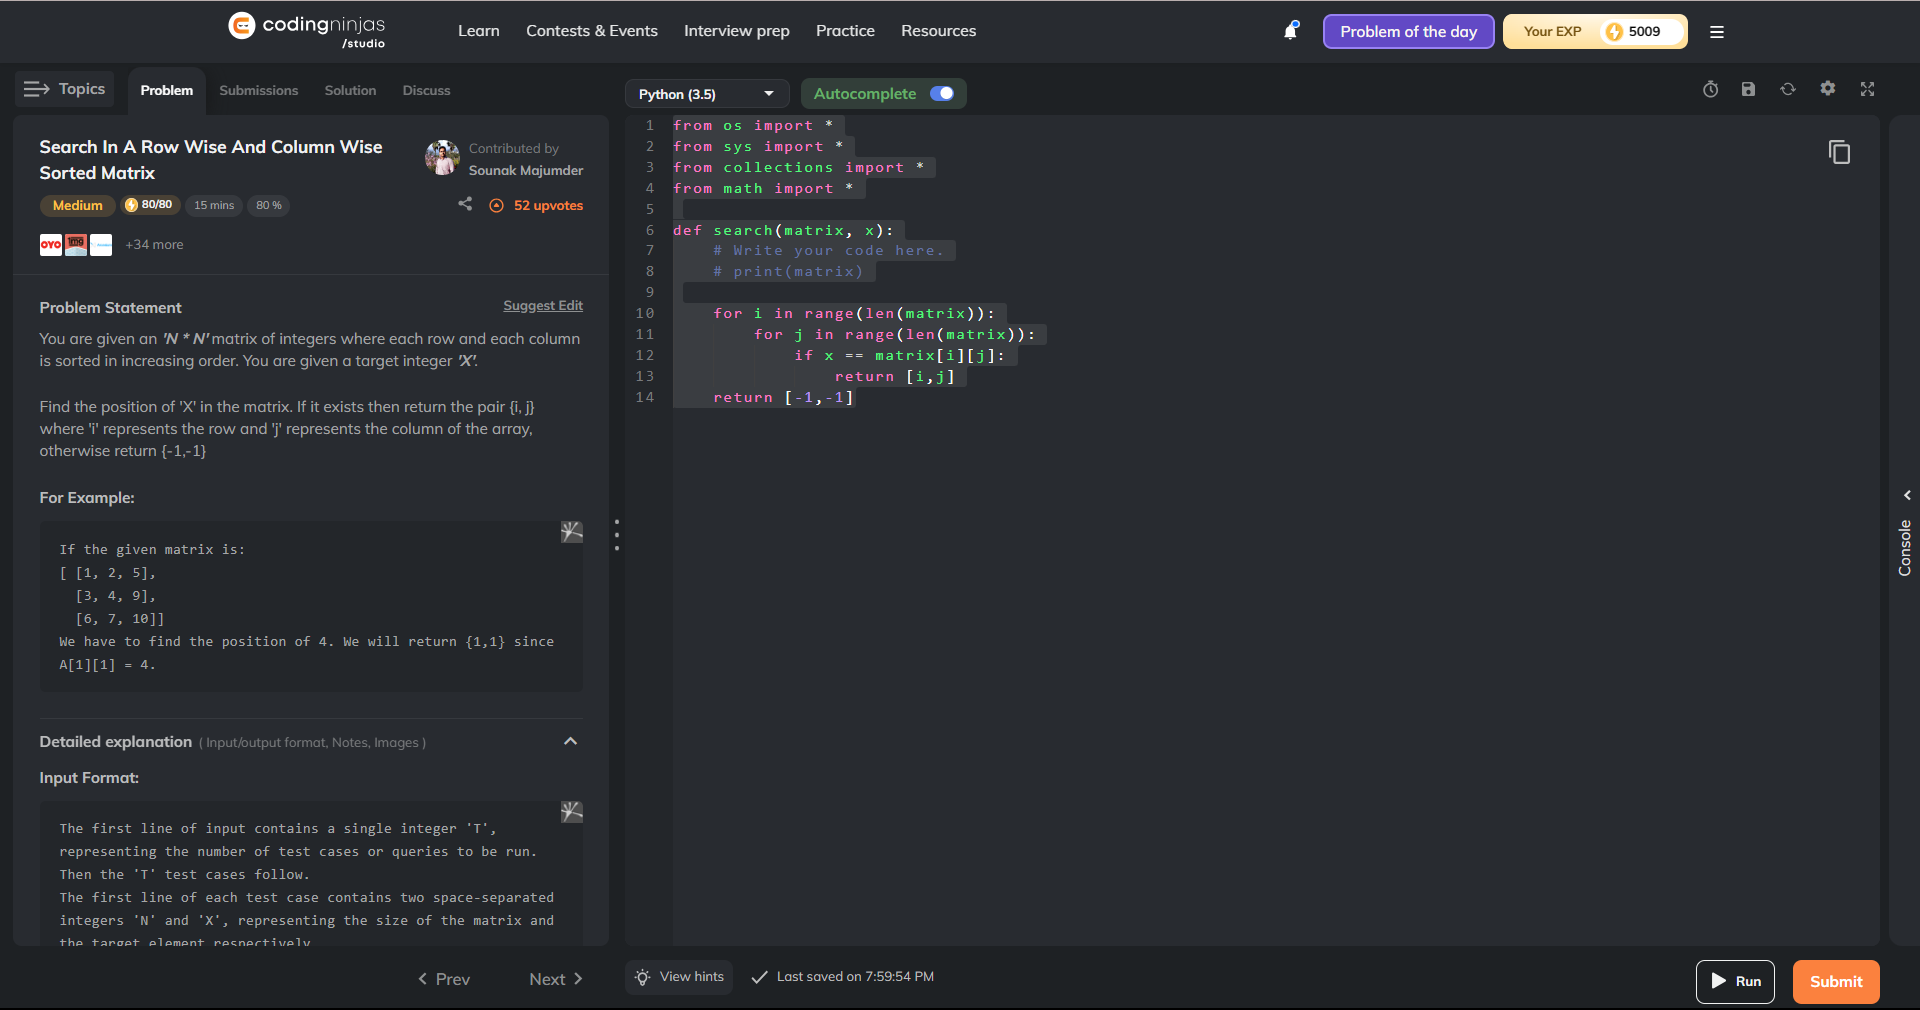 codingninjas
/studio
Learn
Contests & Events
Interview prep
Practice
Resources
Problem of the day
Your EXP
5009
Topics
Problem
Submissions
Solution
Discuss
Search In A Row Wise And Column Wise
Sorted Matrix
Contributed by
Sounak Majumder
Medium
80/80
15 mins
80 %
52 upvotes
OYO
+34 more
Problem Statement
Suggest Edit
You are given an 'N * N' matrix of integers where each row and each column
is sorted in increasing order. You are given a target integer 'X'.
Find the position of 'X' in the matrix. If it exists then return the pair {i, j}
where 'i' represents the row and 'j' represents the column of the array,
otherwise return {-1,-1}
For Example:
If the given matrix is:
[ [1, 2, 5],
[3, 4, 9],
[6, 7, 10]]
We have to find the position of 4. We will return {1,1} since
A[1][1] = 4.
Detailed explanation ( Input/output format, Notes, Images )
Input Format:
The first line of input contains a single integer 'T',
representing the number of test cases or queries to be run.
Then the 'T' test cases follow.
The first line of each test case contains two space-separated
integers 'N' and 'X', representing the size of the matrix and
the target element respectively
Prev
Next
Python (3.5)
Autocomplete
1 from os import *
2 from sys import *
3 from collections import *
4 from math import *
5
6 def search(matrix, x):
7 # Write your code here.
8 # print(matrix)
9
10 for i in range(len(matrix)):
11 for j in range(len(matrix)):
12 if x == matrix[i][j]:
13 return [i,j]
14 return [-1,-1]
Console
View hints
Last saved on 7:59:54 PM
Run
Submit